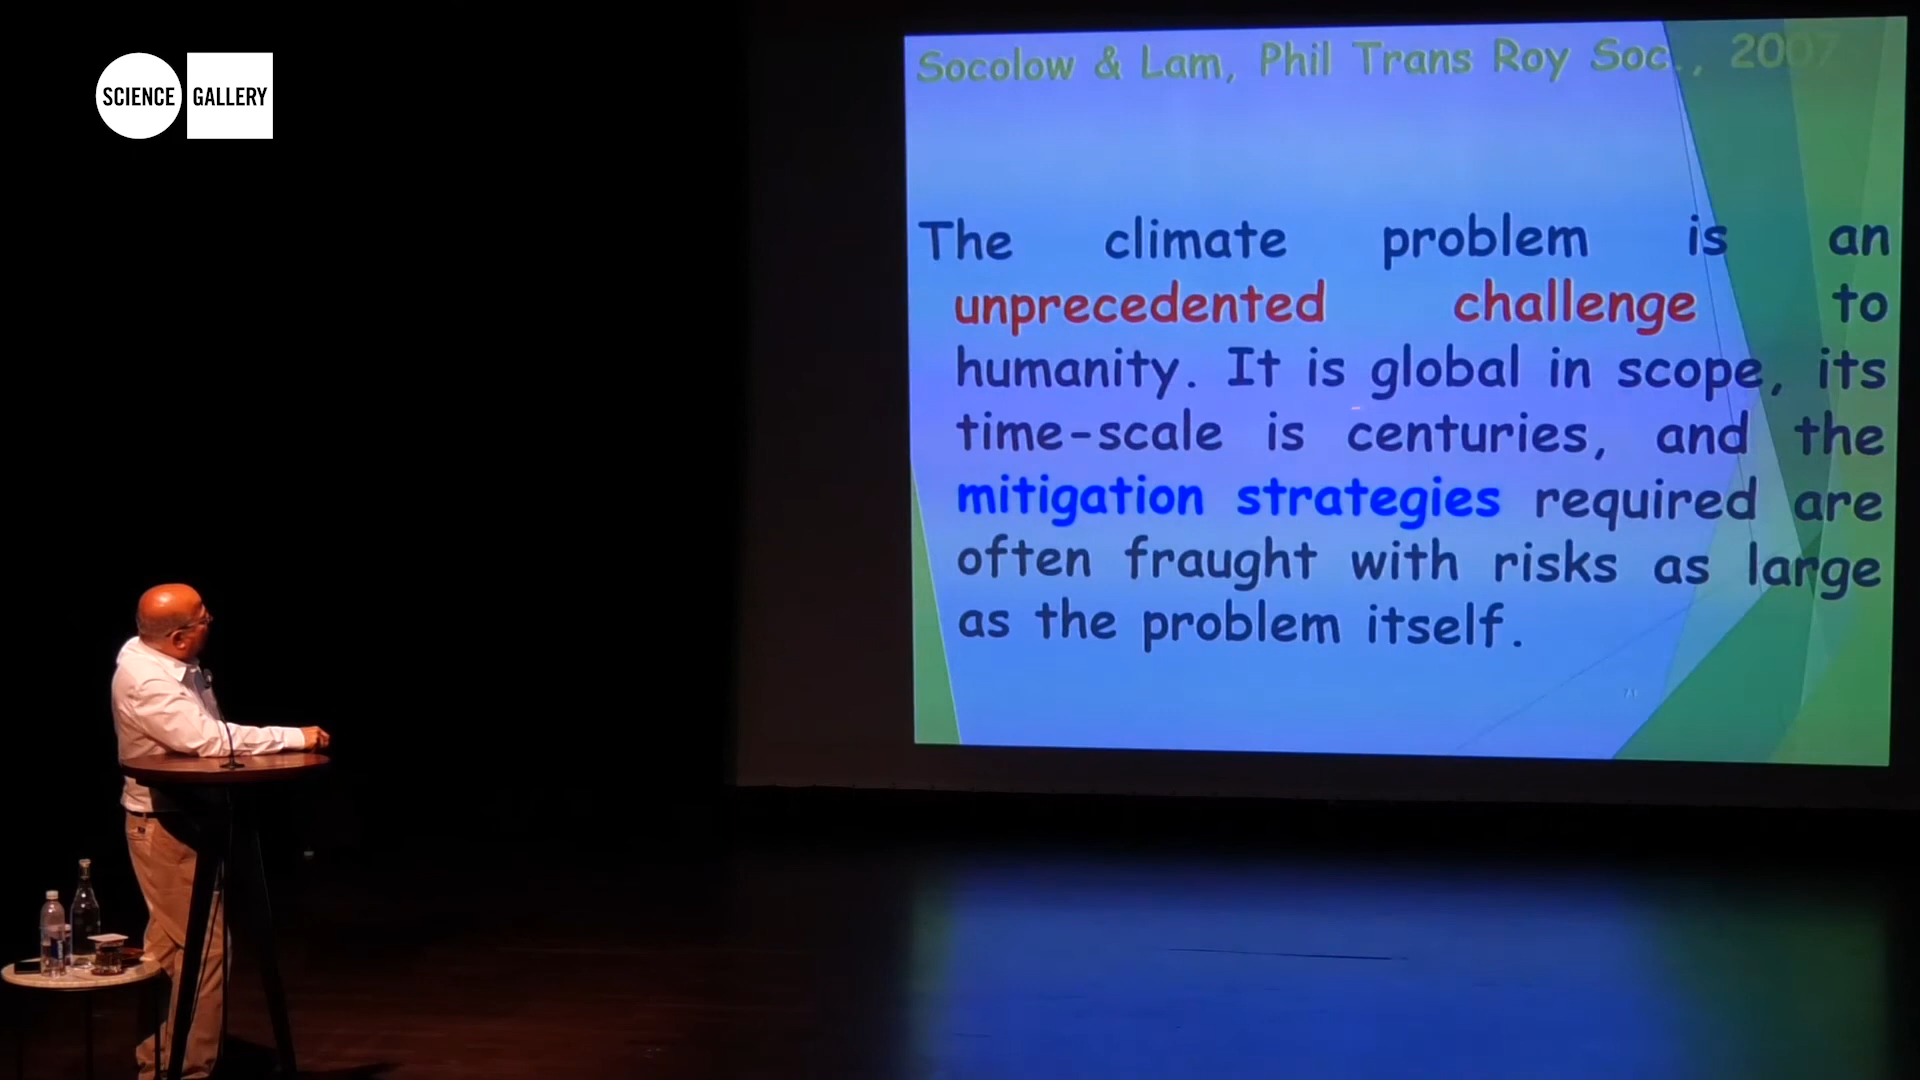 SCIENCE GALLERY
Socolow & Lam, Phil Trans Roy Soc., 2007
The climate problem is an
unprecedented challenge to
humanity. It is global in scope, its
time-scale is centuries, and the
mitigation strategies required are
often fraught with risks as large
as the problem itself.